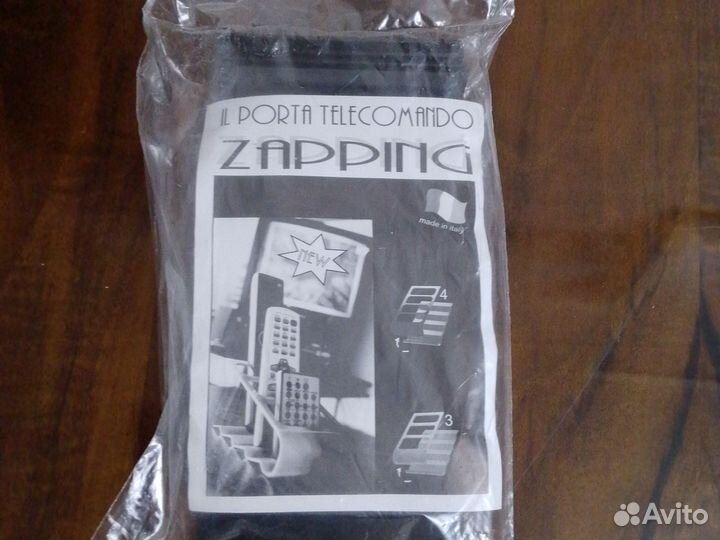 IL PORTA TELECOMANDO
ZAPPING
made in italy
NEW
4
1
3
1
Avito